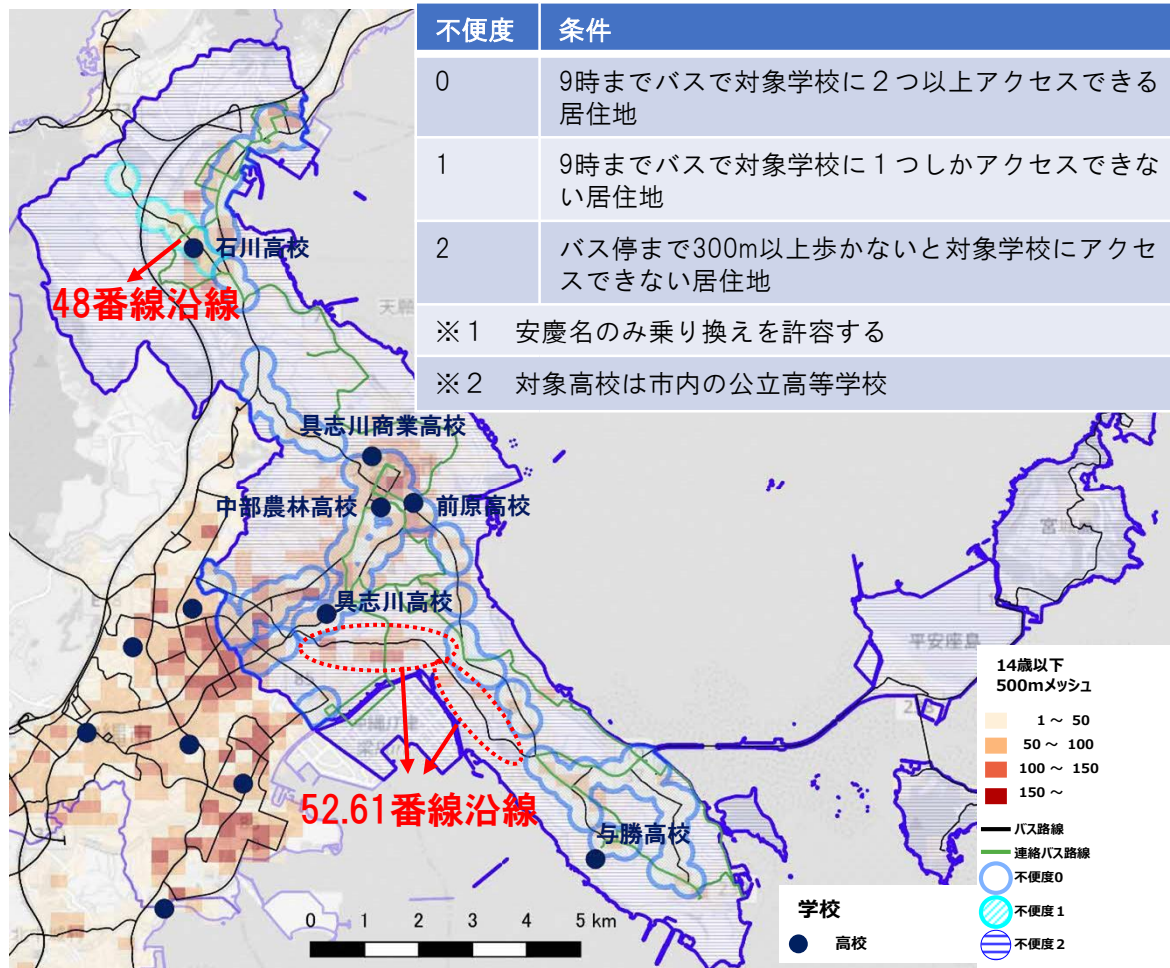 不便度 条件
0 9時までバスで対象学校に２つ以上アクセスできる
居住地
1 9時までバスで対象学校に１つしかアクセスできな
い居住地
2 バス停まで300m以上歩かないと対象学校にアクセ
スできない居住地
※１ 安慶名のみ乗り換えを許容する
※２ 対象高校は市内の公立高等学校
石川高校
48番線沿線
天願
具志川商業高校
中部農林高校
前原高校
具志川高校
52.61番線沿線
与勝高校
平安座島
14歳以下
500mメッシュ
1 ～ 50
50 ～ 100
100 ～ 150
150 ～
バス路線
連絡バス路線
不便度0
不便度1
不便度2
学校
高校
0 1 2 3 4 5 km